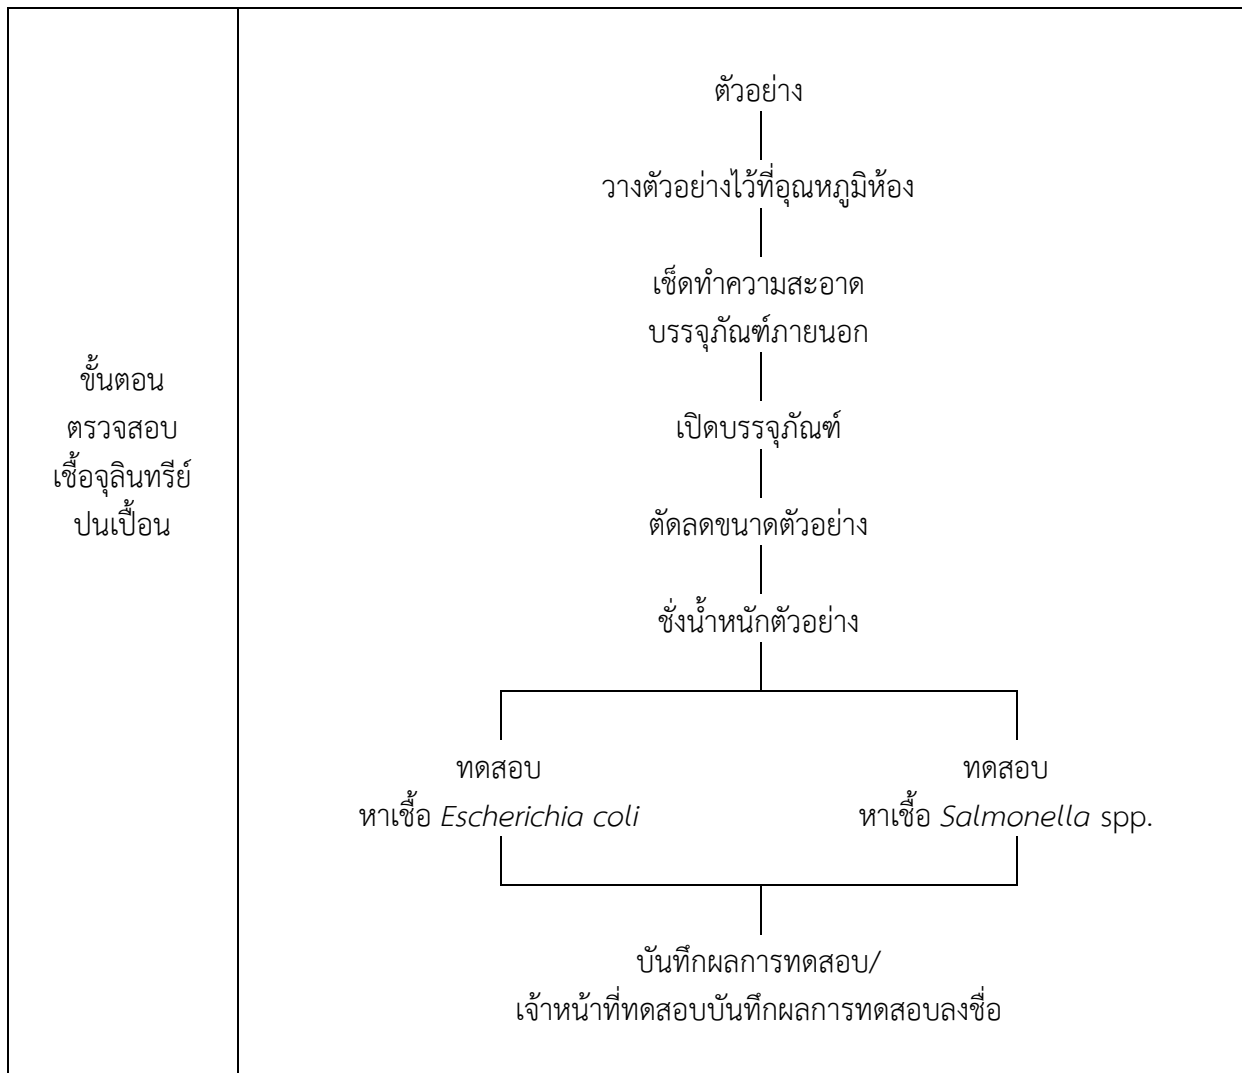 ขั้นตอน
ตรวจสอบ
เชื้อจุลินทรีย์
ปนเปื้อน
ตัวอย่าง
วางตัวอย่างไว้ที่อุณหภูมิห้อง
เช็ดทำความสะอาด
บรรจุภัณฑ์ภายนอก
เปิดบรรจุภัณฑ์
ตัดลดขนาดตัวอย่าง
ชั่งน้ำหนักตัวอย่าง
ทดสอบ
หาเชื้อ Escherichia coli
ทดสอบ
หาเชื้อ Salmonella spp.
บันทึกผลการทดสอบ/
เจ้าหน้าที่ทดสอบบันทึกผลการทดสอบลงชื่อ